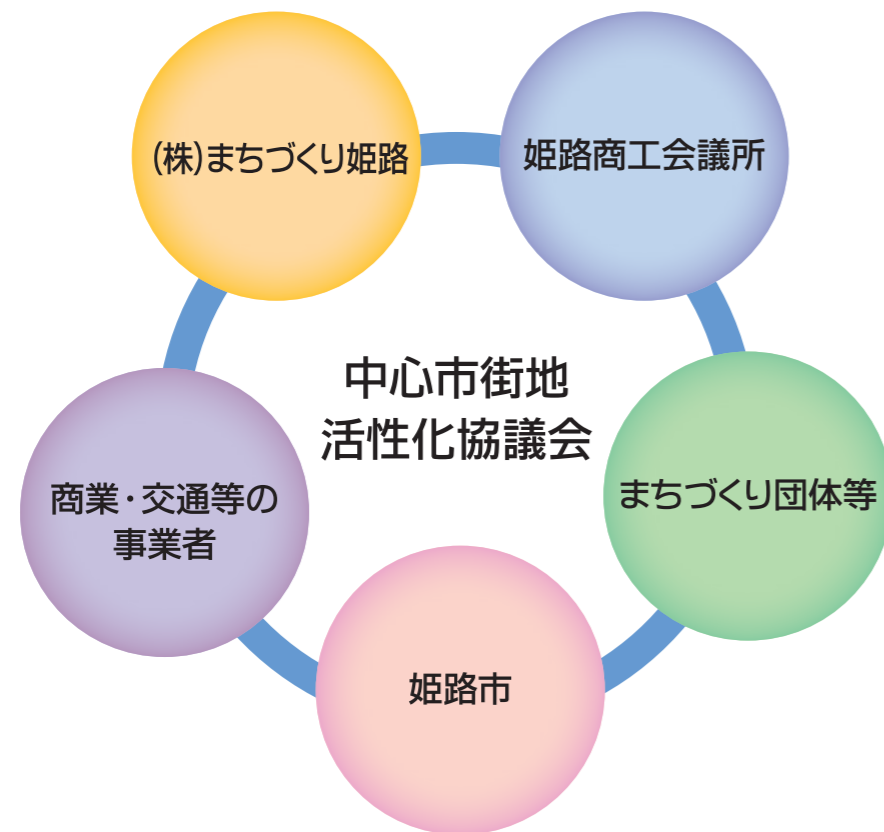 (株)まちづくり姫路
姫路商工会議所
中心市街地
活性化協議会
商業・交通等の
事業者
まちづくり団体等
姫路市